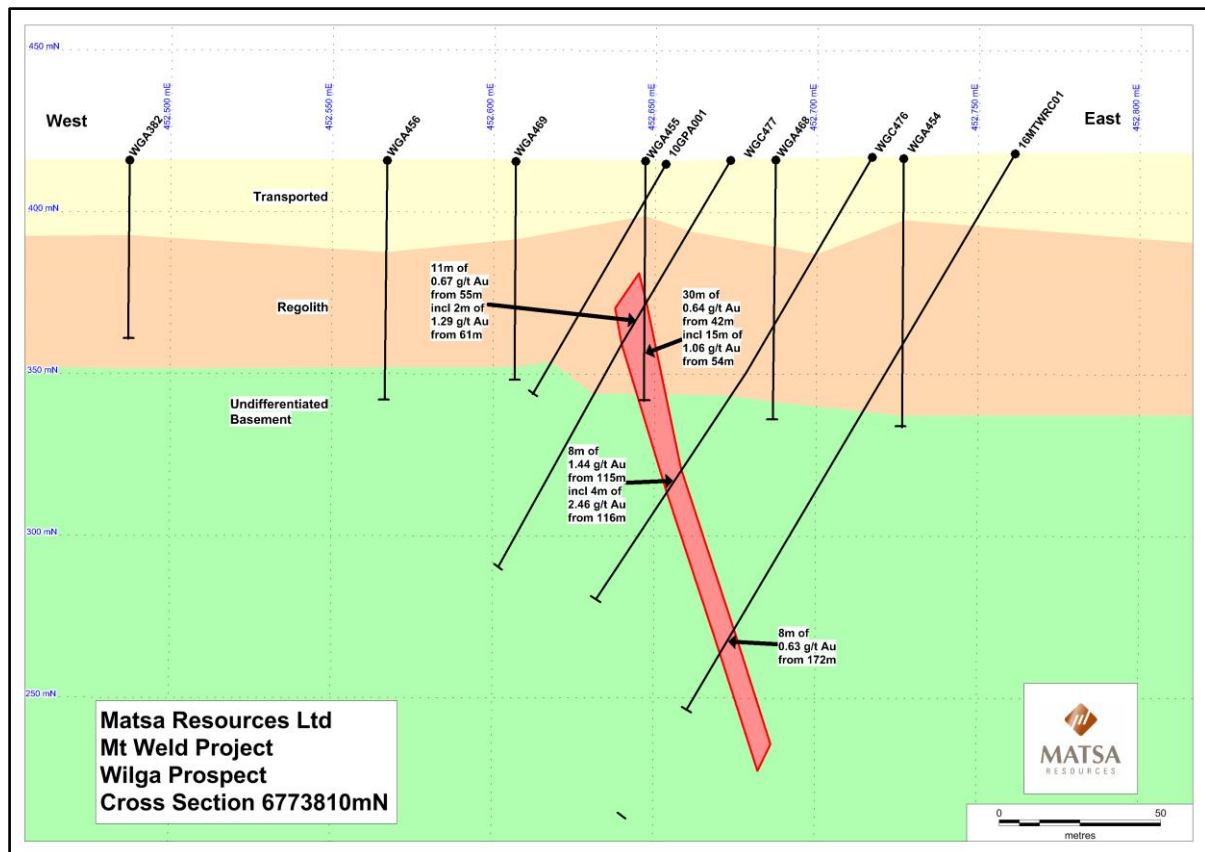 450 mN
452,500 mE
452,550 mE
452,600 mE
452,650 mE
452,700 mE
452,750 mE
452,800 mE
West
East
WGA382
WGA456
WGA469
WGA455
10GPA001
WGC477
WGA468
WGC476
WGA454
16MTWRC01
Transported
400 mN
11m of
0.67 g/t Au
from 55m
incl 2m of
1.29 g/t Au
from 61m
30m of
0.64 g/t Au
from 42m
incl 15m of
1.06 g/t Au
from 54m
Regolith
350 mN
Undifferentiated
Basement
8m of
1.44 g/t Au
from 115m
incl 4m of
2.46 g/t Au
from 116m
300 mN
8m of
0.63 g/t Au
from 172m
250 mN
Matsa Resources Ltd
Mt Weld Project
Wilga Prospect
Cross Section 6773810mN
MATSA
RESOURCES
0
50
metres